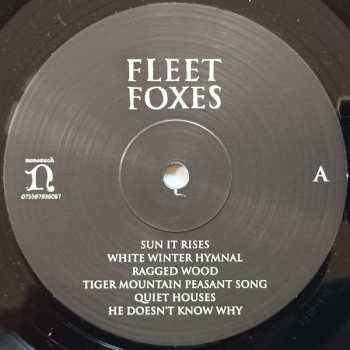 FLEET
FOXES
nonesuch
N
075597936087
A
SUN IT RISES
WHITE WINTER HYMNAL
RAGGED WOOD
TIGER MOUNTAIN PEASANT SONG
QUIET HOUSES
HE DOESN'T KNOW WHY